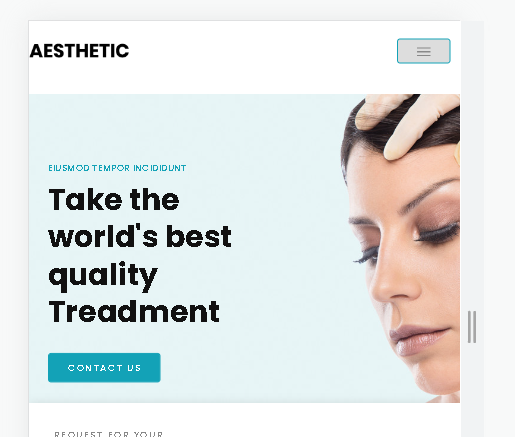 AESTHETIC
EIUSMOD TEMPOR INCIDIDUNT
Take the
world's best
quality
Treadment
CONTACT US
REQUEST FOR YOUR